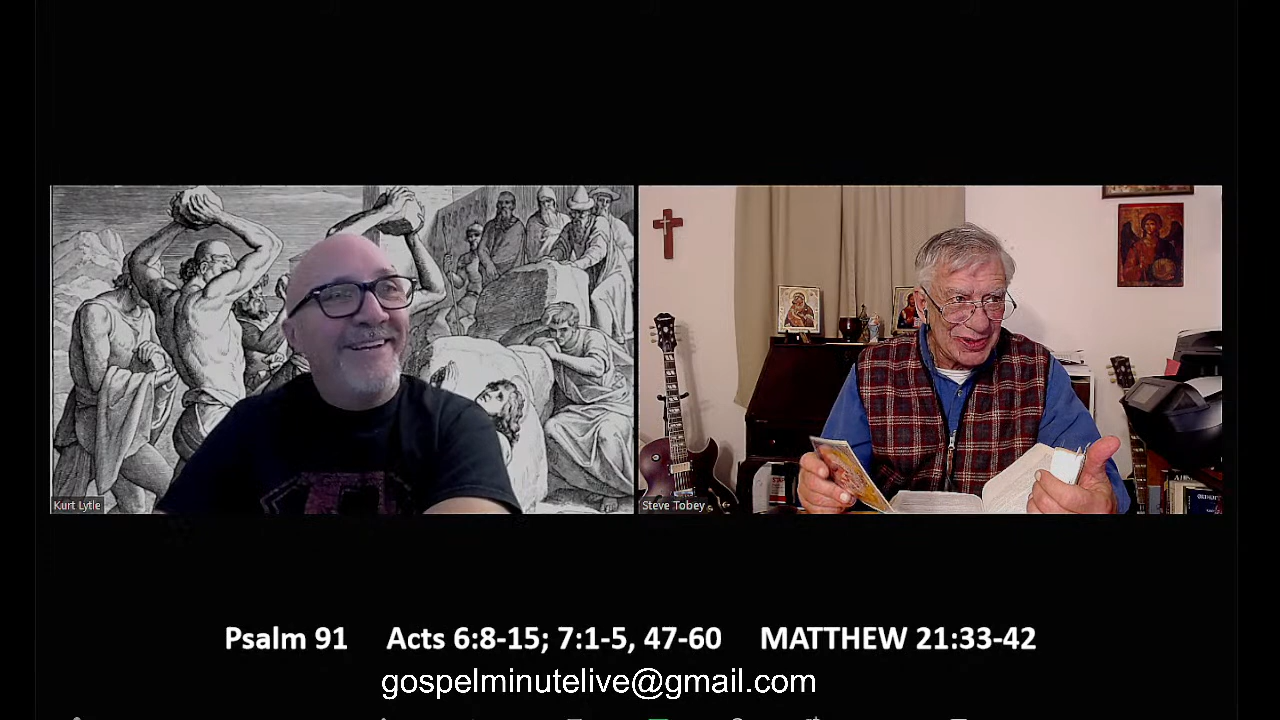 Kurt Lytle
Steve Tobey
Psalm 91 Acts 6:8-15; 7:1-5, 47-60 MATTHEW 21:33-42
gospelminutelive@gmail.com